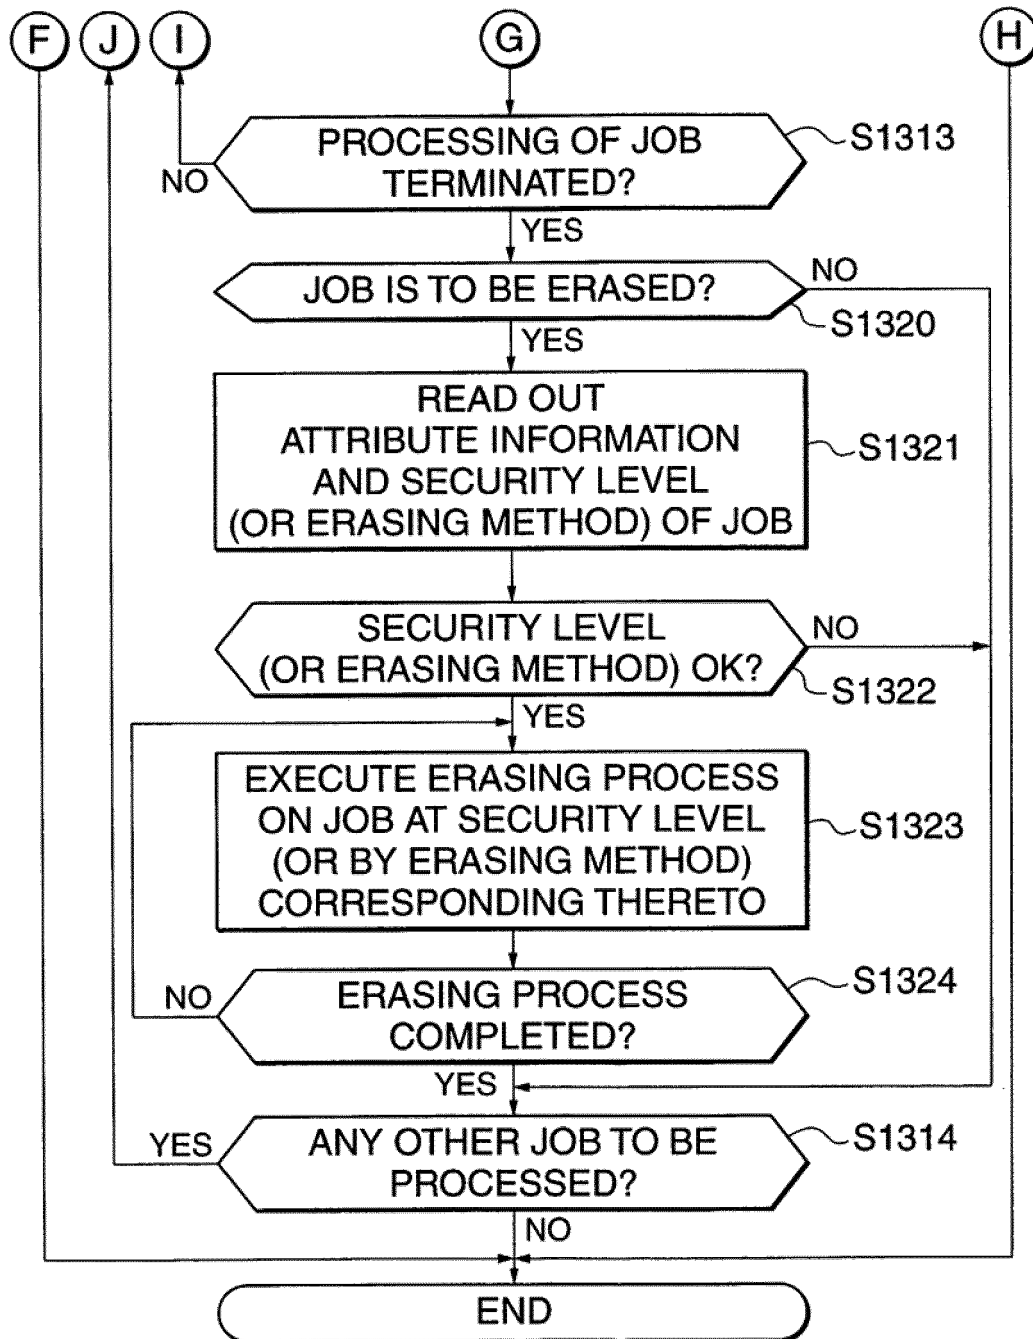 F J I G H
PROCESSING OF JOB
TERMINATED?
S1313
NO
YES
JOB IS TO BE ERASED?
NO
S1320
YES
READ OUT
ATTRIBUTE INFORMATION
AND SECURITY LEVEL
(OR ERASING METHOD) OF JOB
S1321
SECURITY LEVEL
(OR ERASING METHOD) OK?
NO
S1322
YES
EXECUTE ERASING PROCESS
ON JOB AT SECURITY LEVEL
(OR BY ERASING METHOD)
CORRESPONDING THERETO
S1323
ERASING PROCESS
COMPLETED?
S1324
NO
YES
ANY OTHER JOB TO BE
PROCESSED?
S1314
YES
NO
END